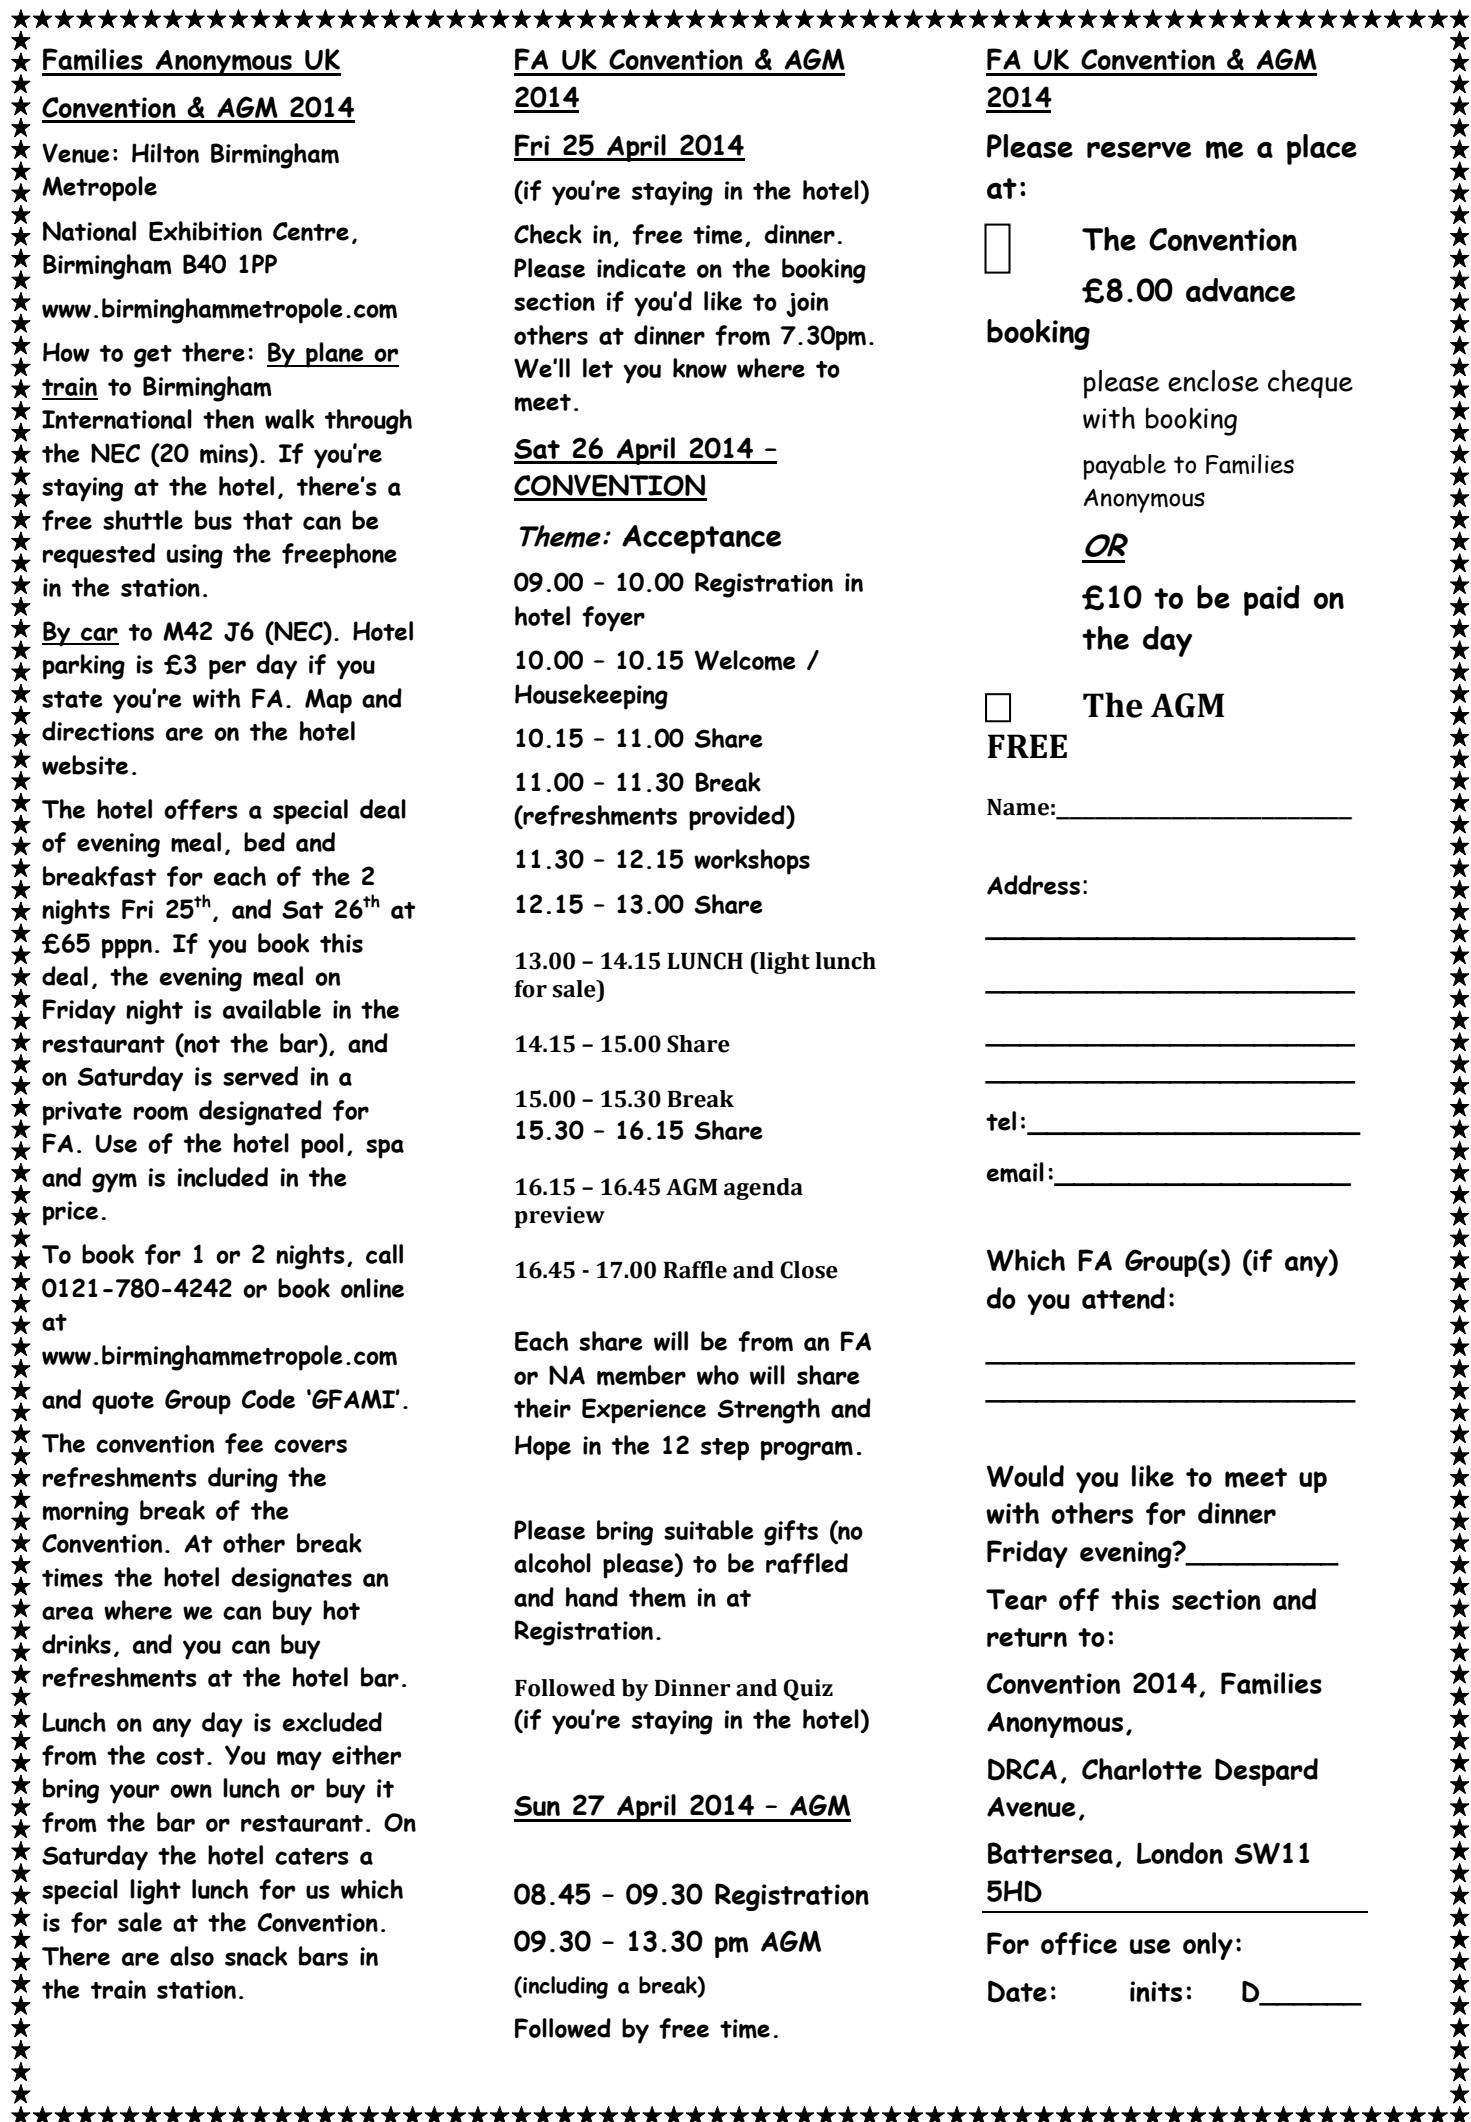 Families Anonymous UK
Convention & AGM 2014
Venue: Hilton Birmingham
Metropole
National Exhibition Centre,
Birmingham B40 1PP
www.birminghammetropole.com
How to get there: By plane or
train to Birmingham
International then walk through
the NEC (20 mins). If you're
staying at the hotel, there's a
free shuttle bus that can be
requested using the freephone
in the station.
By car to M42 J6 (NEC). Hotel
parking is £3 per day if you
state you're with FA. Map and
directions are on the hotel
website.
The hotel offers a special deal
of evening meal, bed and
breakfast for each of the 2
nights Fri 25th, and Sat 26th at
£65 pppn. If you book this
deal, the evening meal on
Friday night is available in the
restaurant (not the bar), and
on Saturday is served in a
private room designated for
FA. Use of the hotel pool, spa
and gym is included in the
price.
To book for 1 or 2 nights, call
0121-780-4242 or book online
at
www.birminghammetropole.com
and quote Group Code 'GFAMI'.
The convention fee covers
refreshments during the
morning break of the
Convention. At other break
times the hotel designates an
area where we can buy hot
drinks, and you can buy
refreshments at the hotel bar.
Lunch on any day is excluded
from the cost. You may either
bring your own lunch or buy it
from the bar or restaurant. On
Saturday the hotel caters a
special light lunch for us which
is for sale at the Convention.
There are also snack bars in
the train station.
FA UK Convention & AGM
2014
Fri 25 April 2014
(if you're staying in the hotel)
Check in, free time, dinner.
Please indicate on the booking
section if you'd like to join
others at dinner from 7.30pm.
We'll let you know where to
meet.
Sat 26 April 2014 –
CONVENTION
Theme: Acceptance
09.00 – 10.00 Registration in
hotel foyer
10.00 – 10.15 Welcome /
Housekeeping
10.15 – 11.00 Share
11.00 – 11.30 Break
(refreshments provided)
11.30 – 12.15 workshops
12.15 – 13.00 Share
13.00 – 14.15 LUNCH (light lunch
for sale)
14.15 – 15.00 Share
15.00 – 15.30 Break
15.30 – 16.15 Share
16.15 – 16.45 AGM agenda
preview
16.45 - 17.00 Raffle and Close
Each share will be from an FA
or NA member who will share
their Experience Strength and
Hope in the 12 step program.
Please bring suitable gifts (no
alcohol please) to be raffled
and hand them in at
Registration.
Followed by Dinner and Quiz
(if you're staying in the hotel)
Sun 27 April 2014 – AGM
08.45 – 09.30 Registration
09.30 – 13.30 pm AGM
(including a break)
Followed by free time.
FA UK Convention & AGM
2014
Please reserve me a place
at:
The Convention
£8.00 advance
booking
please enclose cheque
with booking
payable to Families
Anonymous
OR
£10 to be paid on
the day
The AGM
FREE
Name:________________________
Address:
________________________
________________________
________________________
________________________
tel:______________________
email:____________________
Which FA Group(s) (if any)
do you attend:
________________________
________________________
Would you like to meet up
with others for dinner
Friday evening?_________
Tear off this section and
return to:
Convention 2014, Families
Anonymous,
DRCA, Charlotte Despard
Avenue,
Battersea, London SW11
5HD
For office use only:
Date: inits: D______